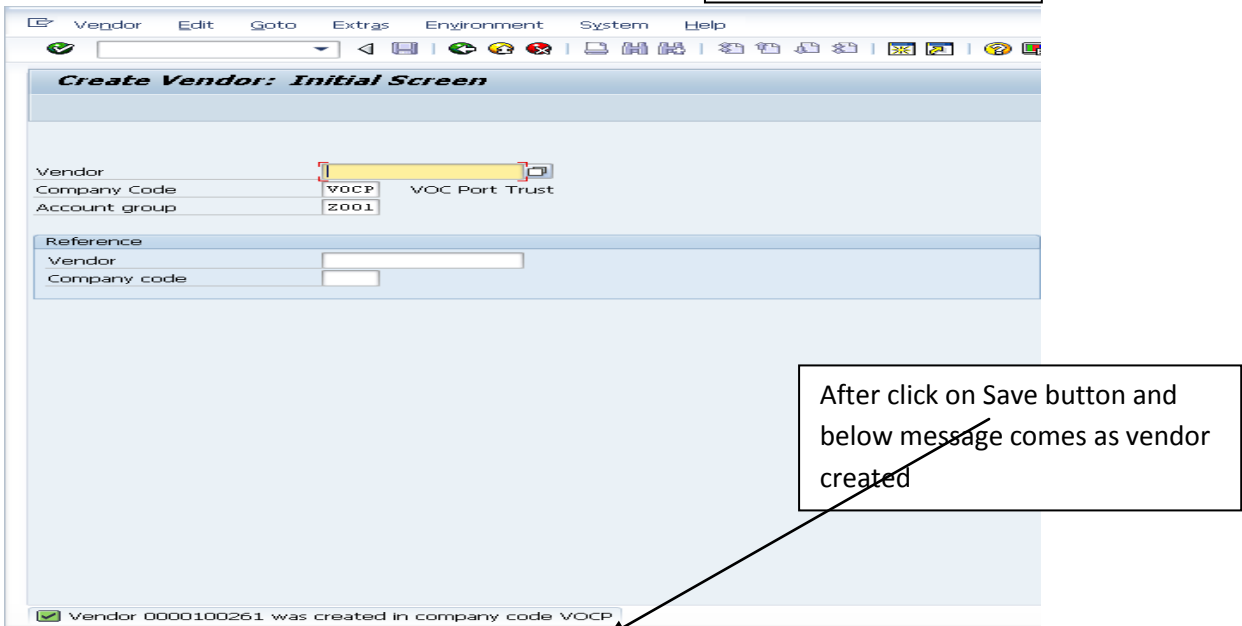 Vendor Edit Goto Extras Environment System Help
Create Vendor: Initial Screen
Vendor
Company Code VOCP VOC Port Trust
Account group Z001
Reference
Vendor
Company code
After click on Save button and
below message comes as vendor
created
Vendor 0000100261 was created in company code VOCP